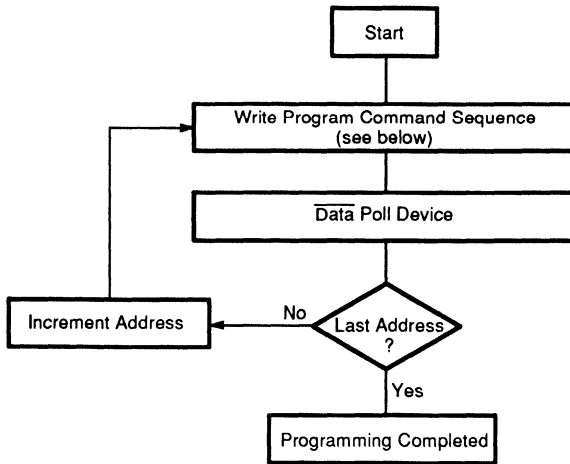 Start
Write Program Command Sequence
(see below)
Data Poll Device
Increment Address
No
Last Address
?
Yes
Programming Completed